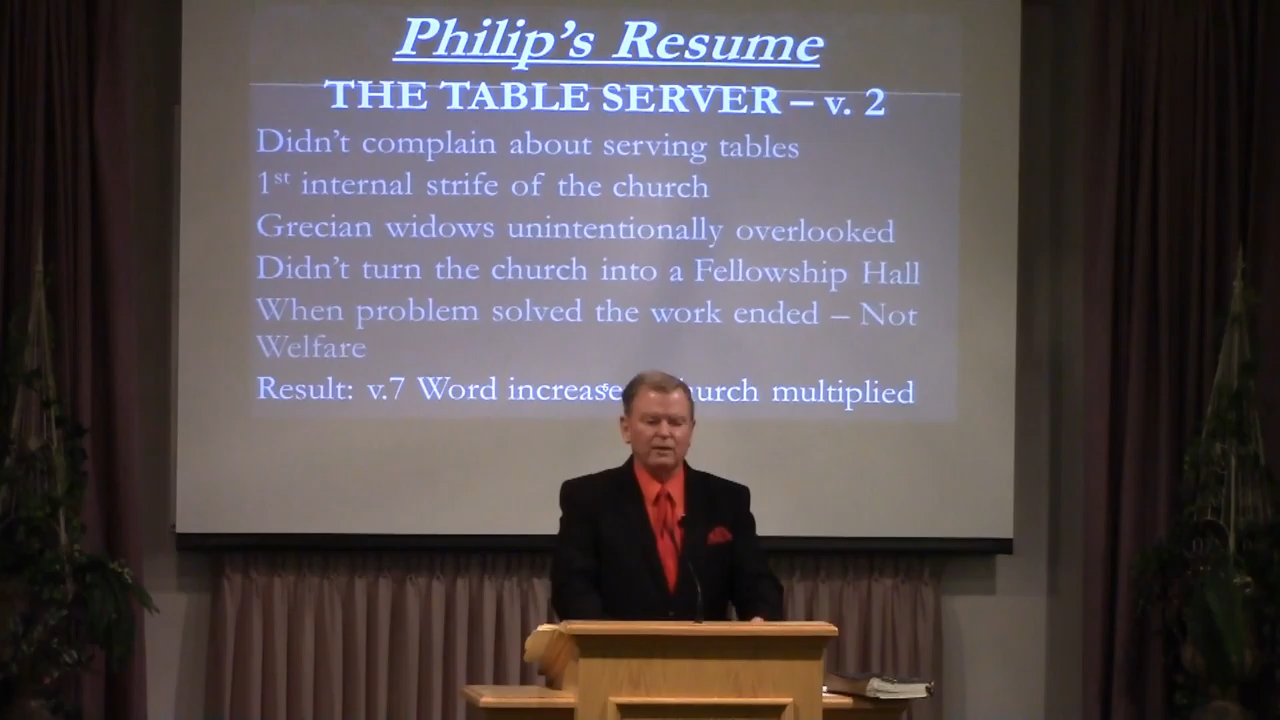 Philip's Resume
THE TABLE SERVER – v. 2
Didn't complain about serving tables
1st internal strife of the church
Grecian widows unintentionally overlooked
Didn't turn the church into a Fellowship Hall
When problem solved the work ended – Not
Welfare
Result: v.7 Word increase urch multiplied